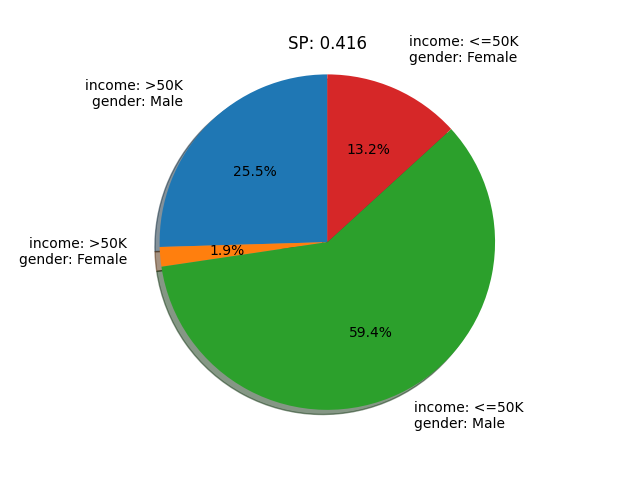 SP: 0.416
income: <=50K
gender: Female
income: >50K
gender: Male
13.2%
25.5%
income: >50K
gender: Female
1.9%
59.4%
income: <=50K
gender: Male